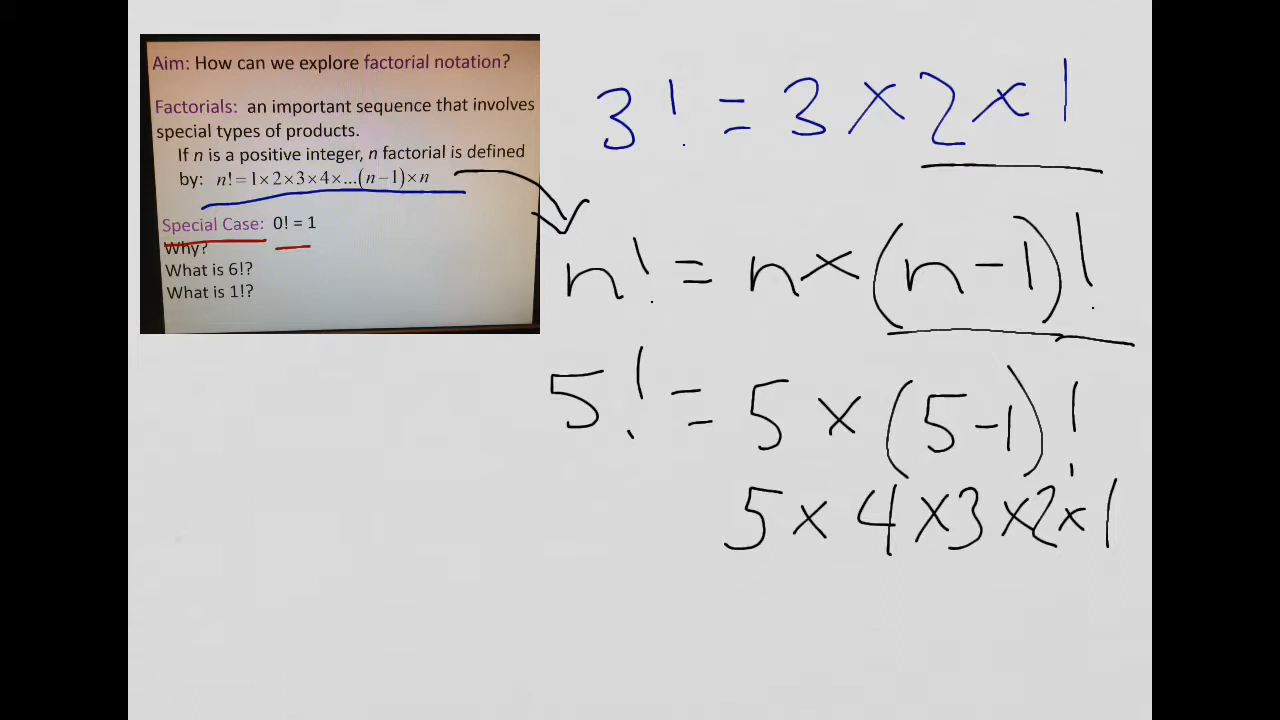 Aim: How can we explore factorial notation?
Factorials: an important sequence that involves
special types of products.
If n is a positive integer, n factorial is defined
by: n! = 1×2×3×4×...(n−1)×n
Special Case: 0! = 1
Why?
What is 6!?
What is 1!?
3! = 3 × 2 × 1
n! = n × (n − 1)!
5! = 5 × (5 − 1)!
5 × 4 × 3 × 2 × 1